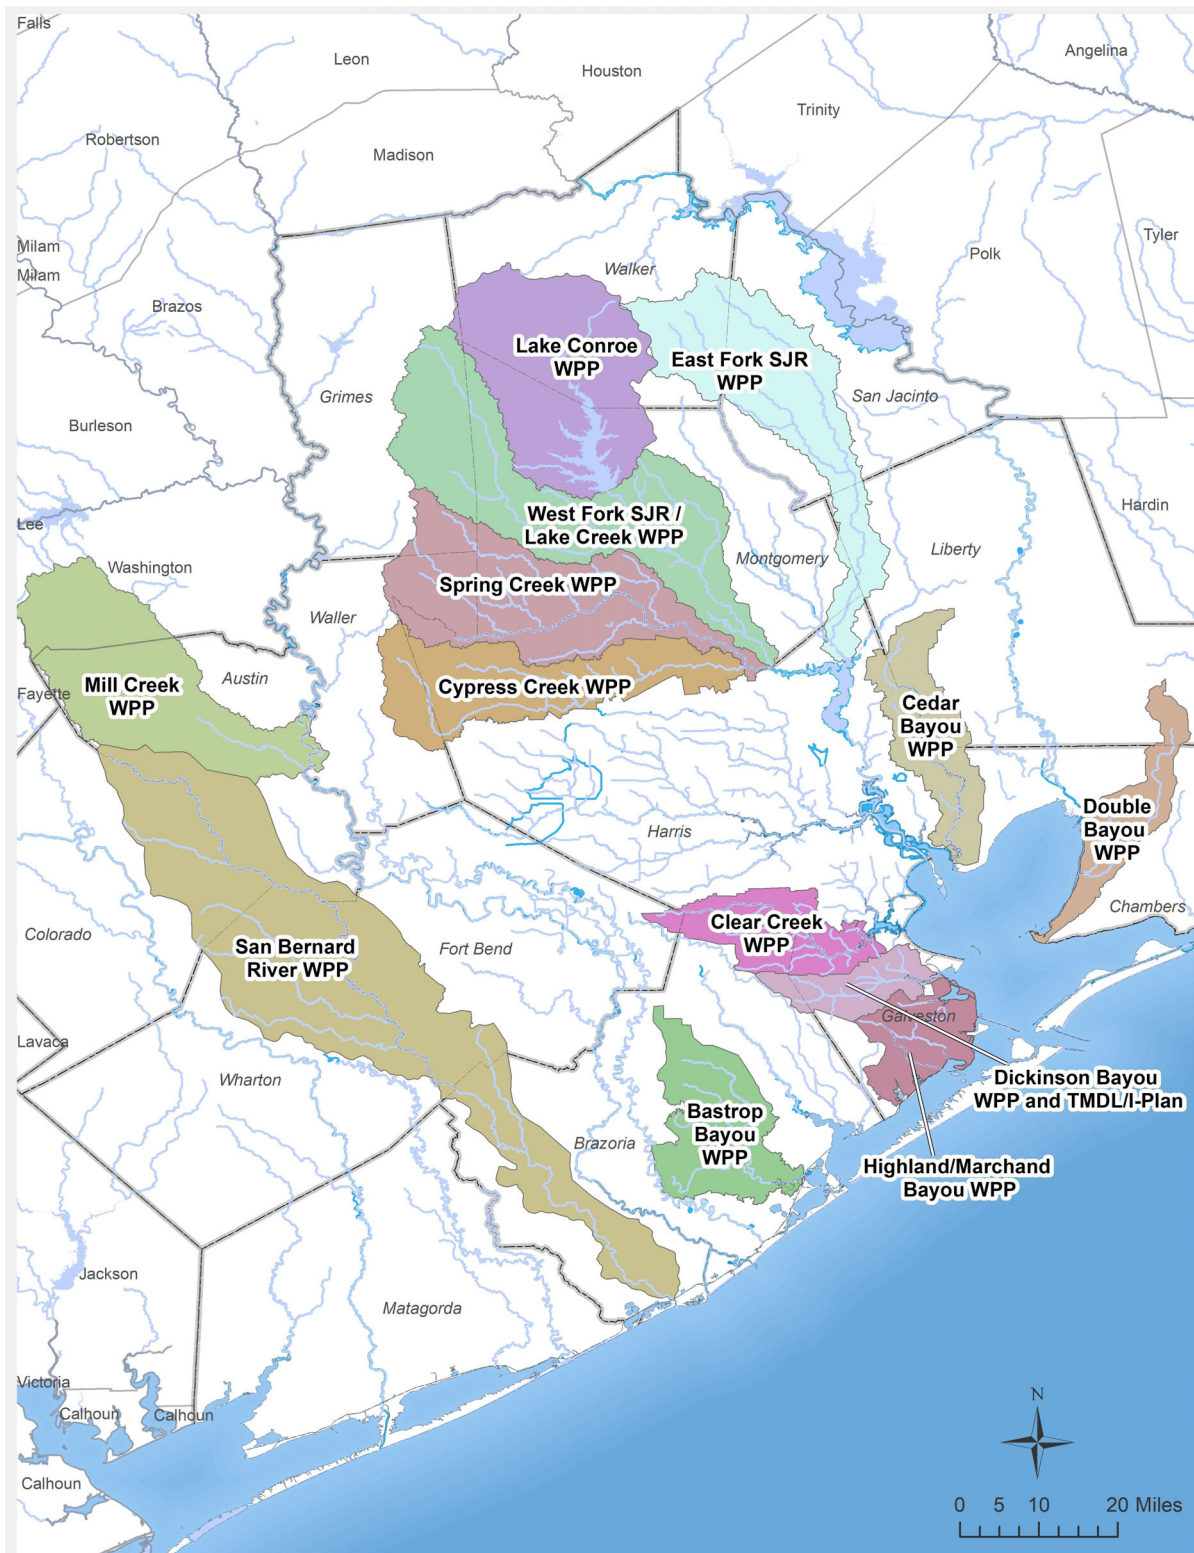 Falls
Leon
Houston
Angelina
Trinity
Robertson
Madison
Milam
Milam
Walker
Polk
Tyler
Brazos
Lake Conroe
WPP
East Fork SJR
WPP
Grimes
San Jacinto
Burleson
Hardin
Lee
West Fork SJR /
Lake Creek WPP
Liberty
Montgomery
Washington
Spring Creek WPP
Waller
Austin
Mill Creek
WPP
Fayette
Cypress Creek WPP
Cedar
Bayou
WPP
Double
Bayou
WPP
Harris
Chambers
Clear Creek
WPP
Colorado
San Bernard
River WPP
Fort Bend
Galveston
Lavaca
Wharton
Dickinson Bayou
WPP and TMDL/I-Plan
Bastrop
Bayou
WPP
Brazoria
Highland/Marchand
Bayou WPP
Jackson
Matagorda
Victoria
Calhoun
Calhoun
Calhoun
N
0 5 10 20 Miles